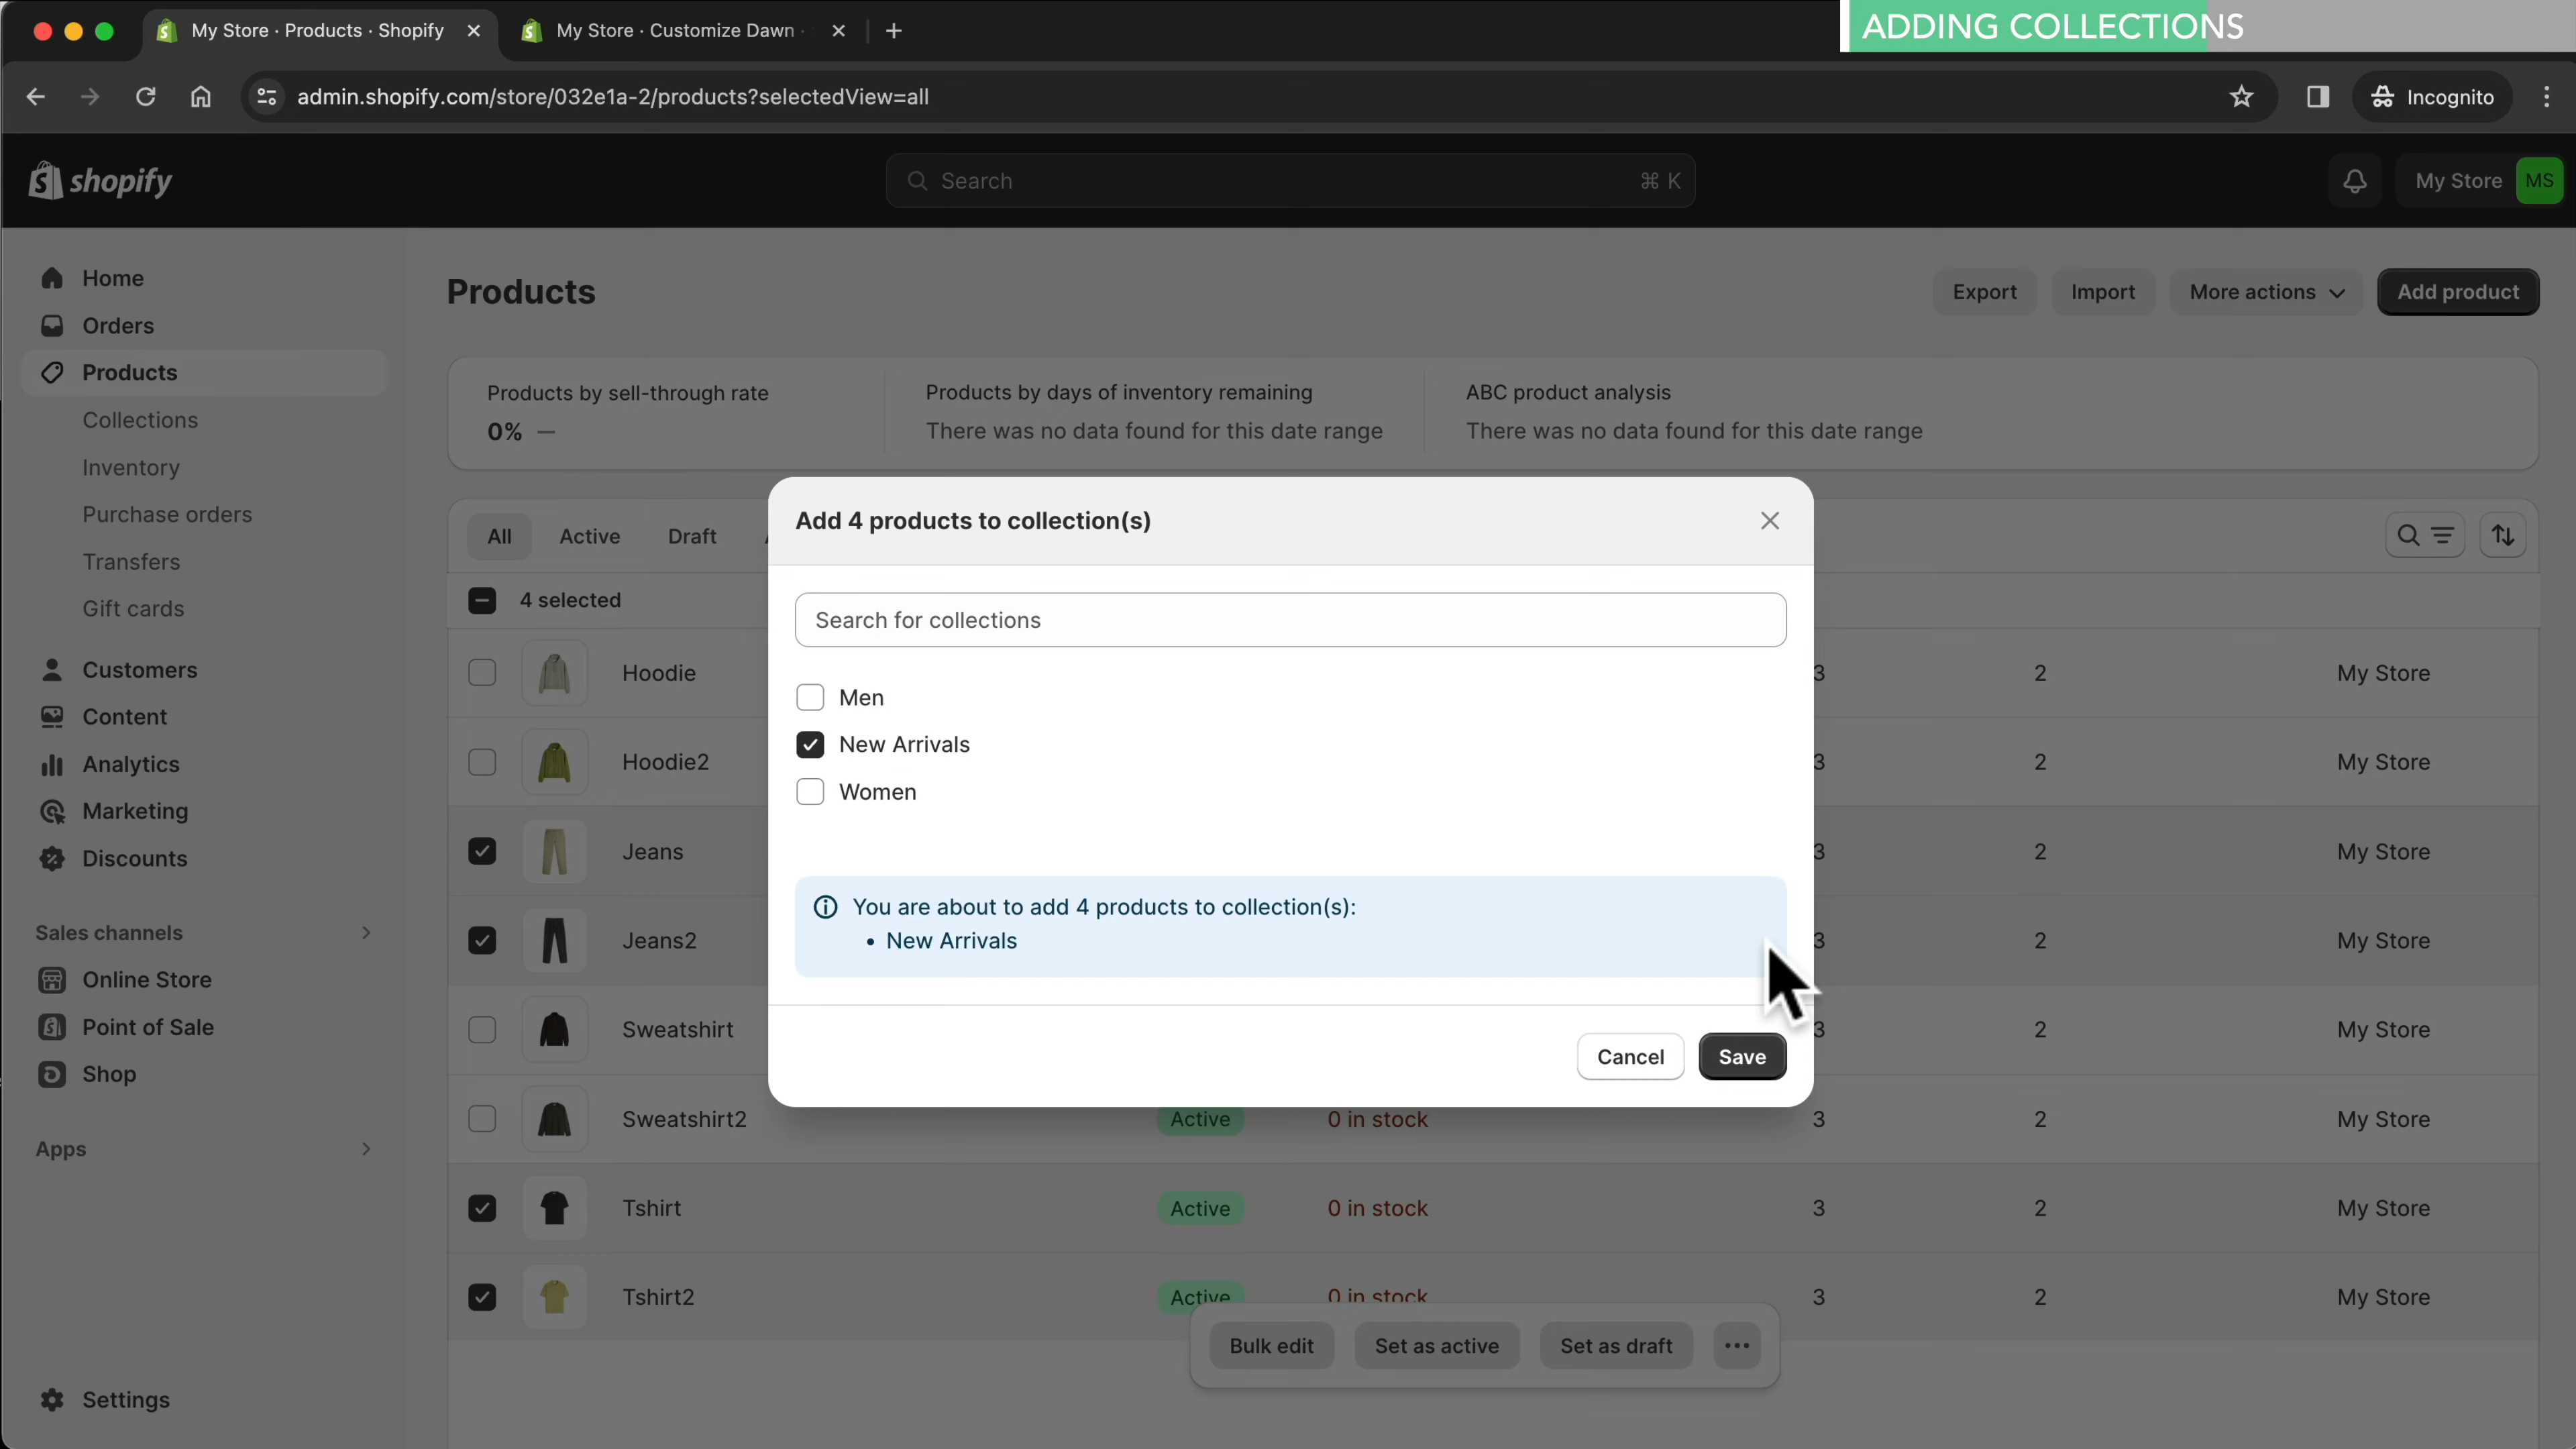 My Store · Products · Shopify
My Store · Customize Dawn ·
ADDING COLLECTIONS
admin.shopify.com/store/032e1a-2/products?selectedView=all
Incognito
shopify
Search
⌘ K
My Store
MS
Home
Orders
Products
Collections
Inventory
Purchase orders
Transfers
Gift cards
Customers
Content
Analytics
Marketing
Discounts
Sales channels
Online Store
Point of Sale
Shop
Apps
Settings
Products
Export
Import
More actions
Add product
Products by sell-through rate
0% —
Products by days of inventory remaining
There was no data found for this date range
ABC product analysis
There was no data found for this date range
All
Active
Draft
4 selected
Hoodie 3 2 My Store
Hoodie2 3 2 My Store
Jeans 3 2 My Store
Jeans2 3 2 My Store
Sweatshirt 3 2 My Store
Sweatshirt2 Active 0 in stock 3 2 My Store
Tshirt Active 0 in stock 3 2 My Store
Tshirt2 Active 0 in stock 3 2 My Store
Add 4 products to collection(s)
Search for collections
Men
New Arrivals
Women
You are about to add 4 products to collection(s):
• New Arrivals
Cancel
Save
Bulk edit
Set as active
Set as draft